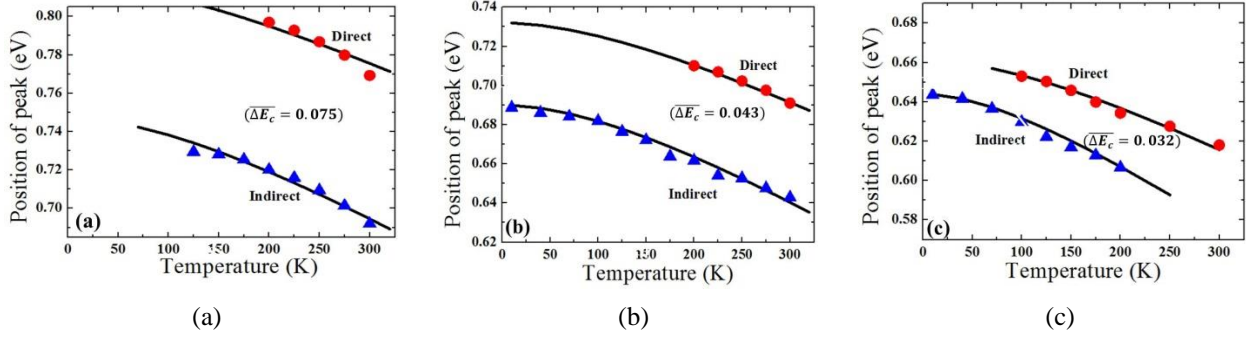 Position of peak (eV)
0.80
0.78
0.76
0.74
0.72
0.70
Direct
(\overline{ΔE_c} = 0.075)
Indirect
(a)
0 50 100 150 200 250 300
Temperature (K)
(a)
Position of peak (eV)
0.72
0.70
0.68
0.66
0.64
0.62
Direct
(\overline{ΔE_c} = 0.043)
Indirect
(b)
0 50 100 150 200 250 300
Temperature (K)
(b)
Position of peak (eV)
0.66
0.64
0.62
0.60
0.58
Direct
(\overline{ΔE_c} = 0.032)
Indirect
(c)
0 50 100 150 200 250 300
Temperature (K)
(c)